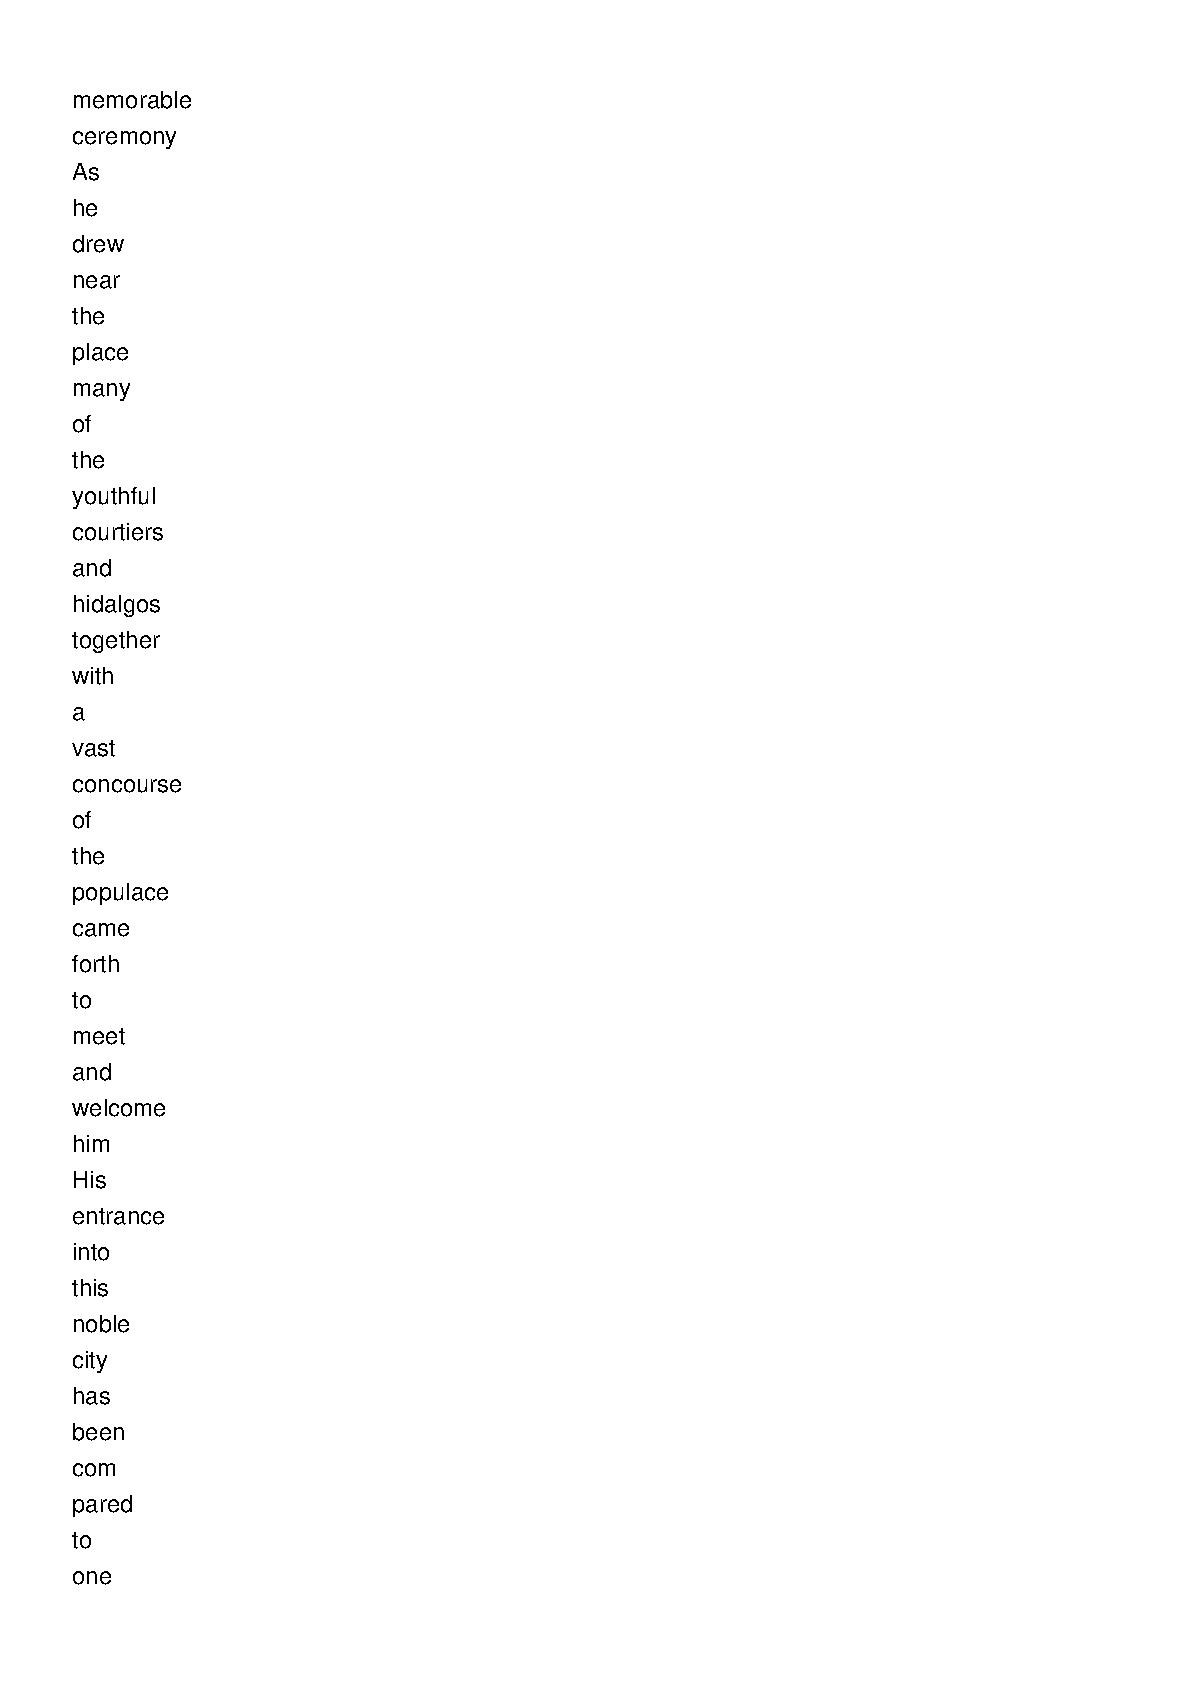 memorable
ceremony
As
he
drew
near
the
place
many
of
the
youthful
courtiers
and
hidalgos
together
with
a
vast
concourse
of
the
populace
came
forth
to
meet
and
welcome
him
His
entrance
into
this
noble
city
has
been
com
pared
to
one